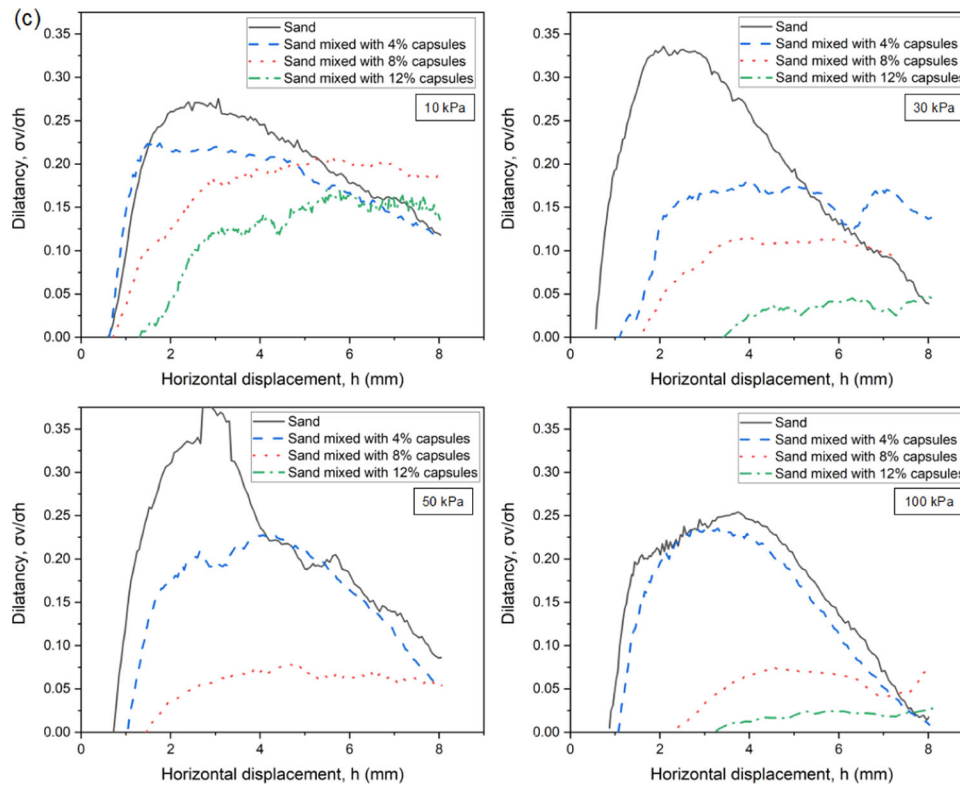 (c)
0.35
0.30
0.25
0.20
0.15
0.10
0.05
0.00
Dilatancy, σv/σh
Sand
Sand mixed with 4% capsules
Sand mixed with 8% capsules
Sand mixed with 12% capsules
10 kPa
0 2 4 6 8
Horizontal displacement, h (mm)
0.35
0.30
0.25
0.20
0.15
0.10
0.05
0.00
Dilatancy, σv/σh
Sand
Sand mixed with 4% capsules
Sand mixed with 8% capsules
Sand mixed with 12% capsules
30 kPa
0 2 4 6 8
Horizontal displacement, h (mm)
0.35
0.30
0.25
0.20
0.15
0.10
0.05
0.00
Dilatancy, σv/σh
Sand
Sand mixed with 4% capsules
Sand mixed with 8% capsules
Sand mixed with 12% capsules
50 kPa
0 2 4 6 8
Horizontal displacement, h (mm)
0.35
0.30
0.25
0.20
0.15
0.10
0.05
0.00
Dilatancy, σv/σh
Sand
Sand mixed with 4% capsules
Sand mixed with 8% capsules
Sand mixed with 12% capsules
100 kPa
0 2 4 6 8
Horizontal displacement, h (mm)